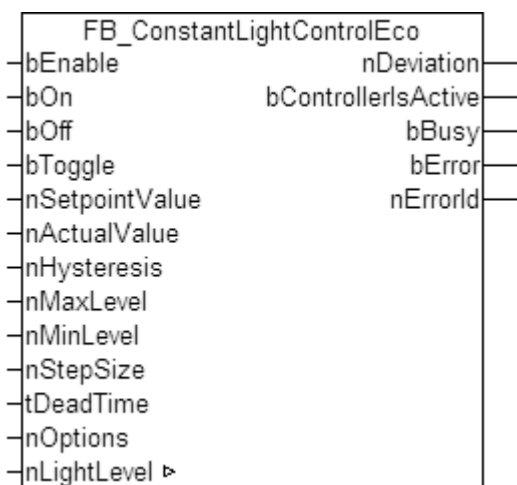 FB_ConstantLightControlEco
bEnable nDeviation
bOn bControllerIsActive
bOff bBusy
bToggle bError
nSetpointValue nErrorId
nActualValue
nHysteresis
nMaxLevel
nMinLevel
nStepSize
tDeadTime
nOptions
nLightLevel ▹